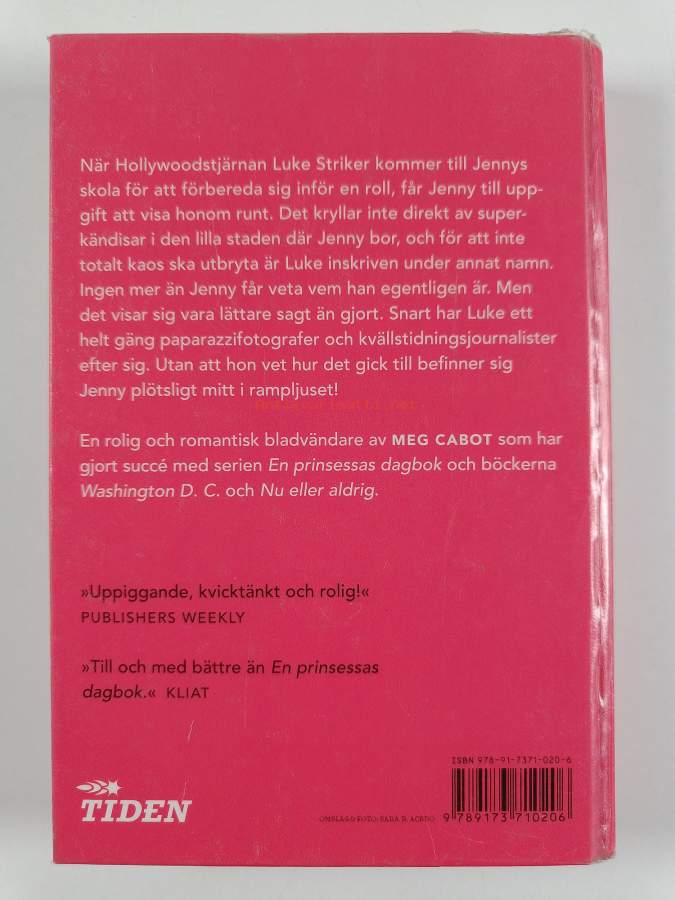 När Hollywoodstjärnan Luke Striker kommer till Jennys
skola för att förbereda sig inför en roll, får Jenny till upp-
gift att visa honom runt. Det kryllar inte direkt av super-
kändisar i den lilla staden där Jenny bor, och för att inte
totalt kaos ska utbryta är Luke inskriven under annat namn.
Ingen mer än Jenny får veta vem han egentligen är. Men
det visar sig vara lättare sagt än gjort. Snart har Luke ett
helt gäng paparazzifotografer och kvällstidningsjournalister
efter sig. Utan att hon vet hur det gick till befinner sig
Jenny plötsligt mitt i rampljuset!
En rolig och romantisk bladvändare av MEG CABOT som har
gjort succé med serien En prinsessas dagbok och böckerna
Washington D. C. och Nu eller aldrig.
»Uppiggande, kvicktänkt och rolig!«
PUBLISHERS WEEKLY
»Till och med bättre än En prinsessas
dagbok.« KLIAT
ISBN 978-91-7371-020-6
TIDEN
OMSLAGSFOTO: SARA R. ACEDO
9 789173 710206